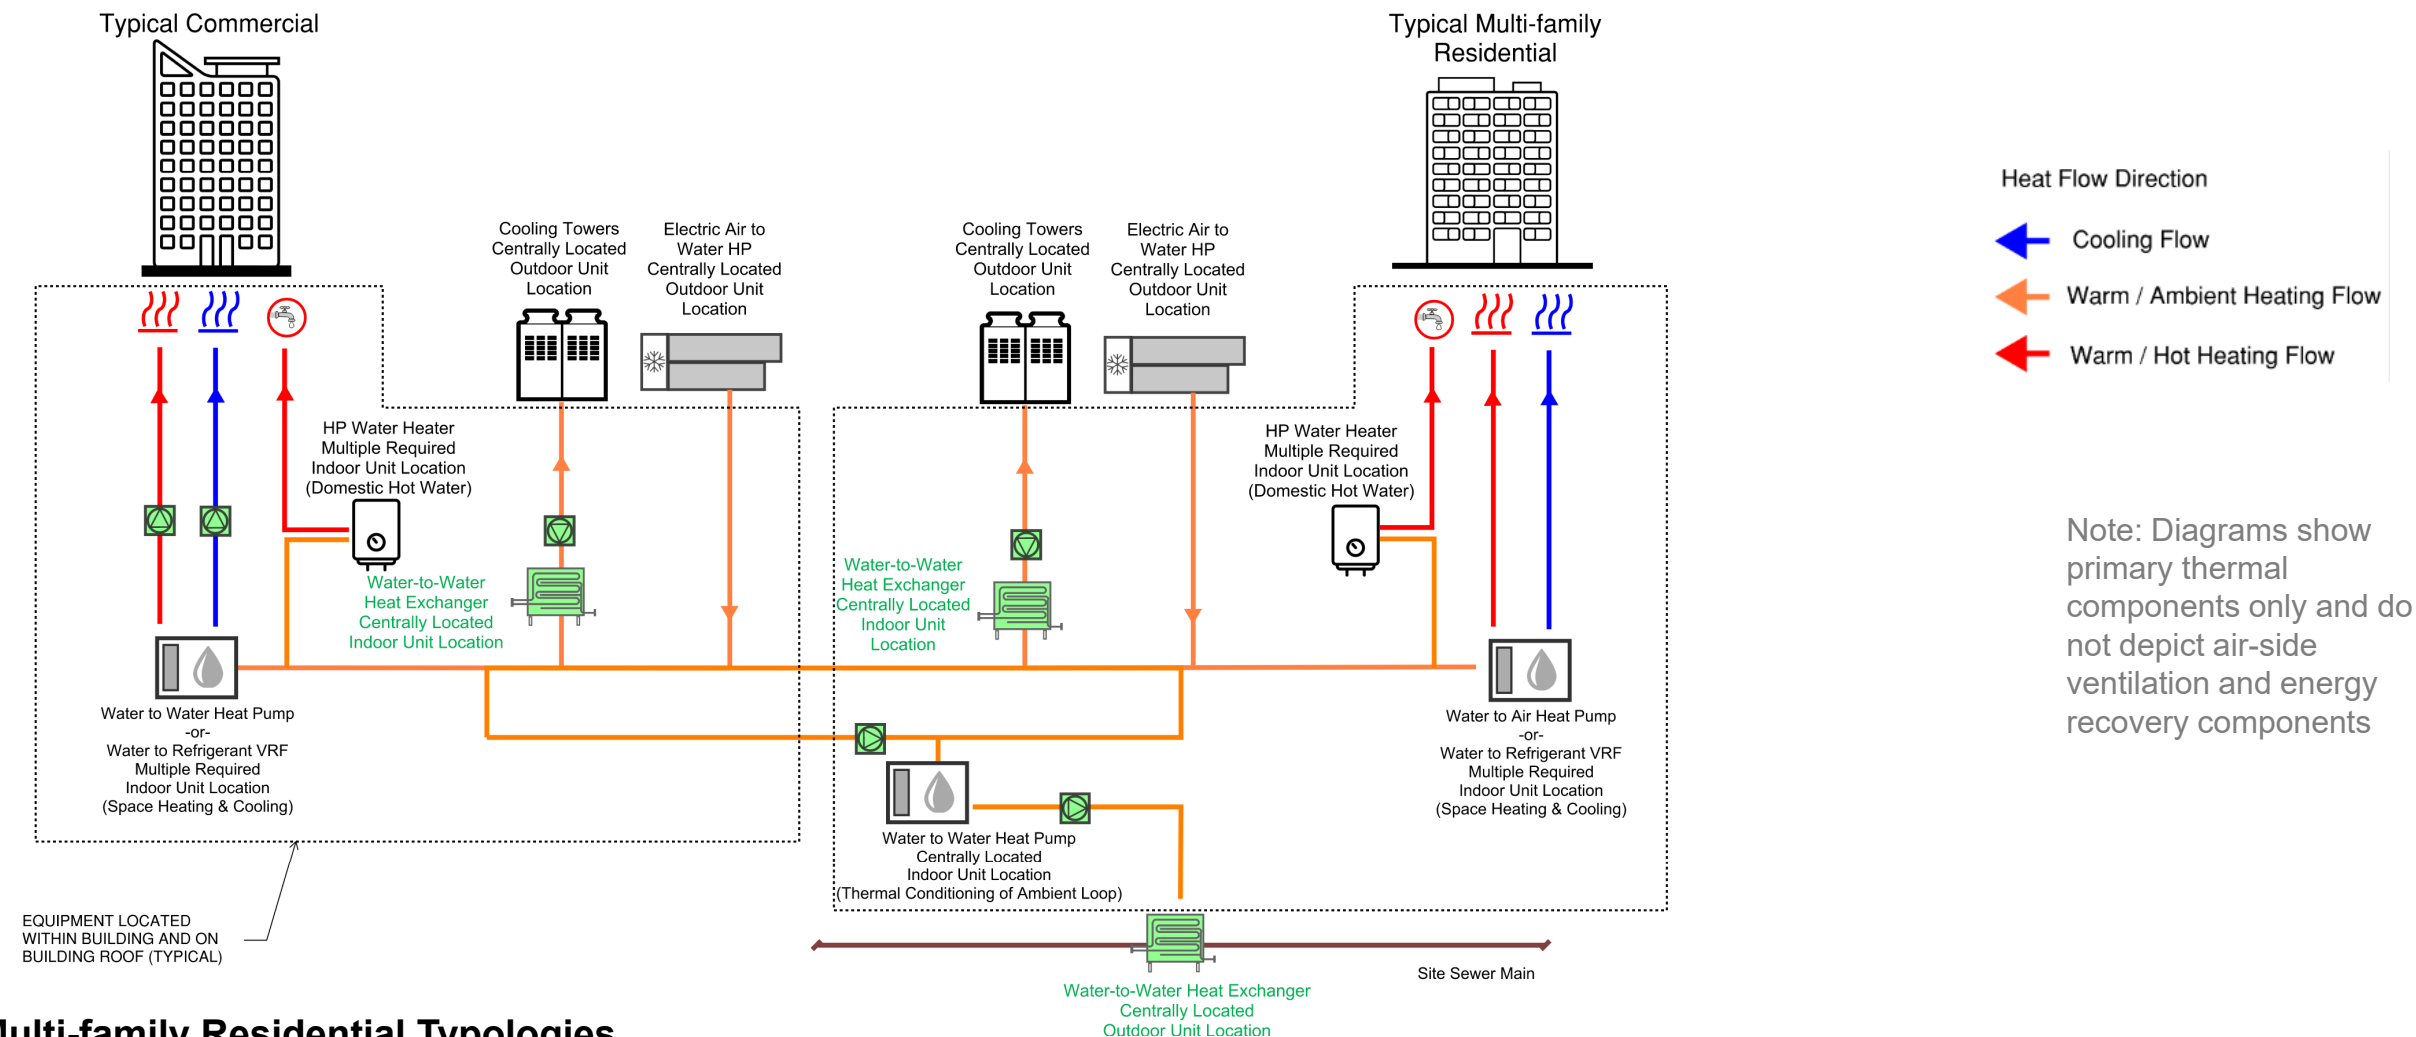 Typical Commercial
Typical Multi-family
Residential
Heat Flow Direction
Cooling Flow
Warm / Ambient Heating Flow
Warm / Hot Heating Flow
Cooling Towers
Centrally Located
Outdoor Unit
Location
Electric Air to
Water HP
Centrally Located
Outdoor Unit
Location
Cooling Towers
Centrally Located
Outdoor Unit
Location
Electric Air to
Water HP
Centrally Located
Outdoor Unit
Location
HP Water Heater
Multiple Required
Indoor Unit Location
(Domestic Hot Water)
HP Water Heater
Multiple Required
Indoor Unit Location
(Domestic Hot Water)
Water-to-Water
Heat Exchanger
Centrally Located
Indoor Unit Location
Water-to-Water
Heat Exchanger
Centrally Located
Indoor Unit
Location
Note: Diagrams show
primary thermal
components only and do
not depict air-side
ventilation and energy
recovery components
Water to Water Heat Pump
-or-
Water to Refrigerant VRF
Multiple Required
Indoor Unit Location
(Space Heating & Cooling)
Water to Air Heat Pump
-or-
Water to Refrigerant VRF
Multiple Required
Indoor Unit Location
(Space Heating & Cooling)
Water to Water Heat Pump
Centrally Located
Indoor Unit Location
(Thermal Conditioning of Ambient Loop)
EQUIPMENT LOCATED
WITHIN BUILDING AND ON
BUILDING ROOF (TYPICAL)
Site Sewer Main
Water-to-Water Heat Exchanger
Centrally Located
Outdoor Unit Location
Multi-family Residential Typologies